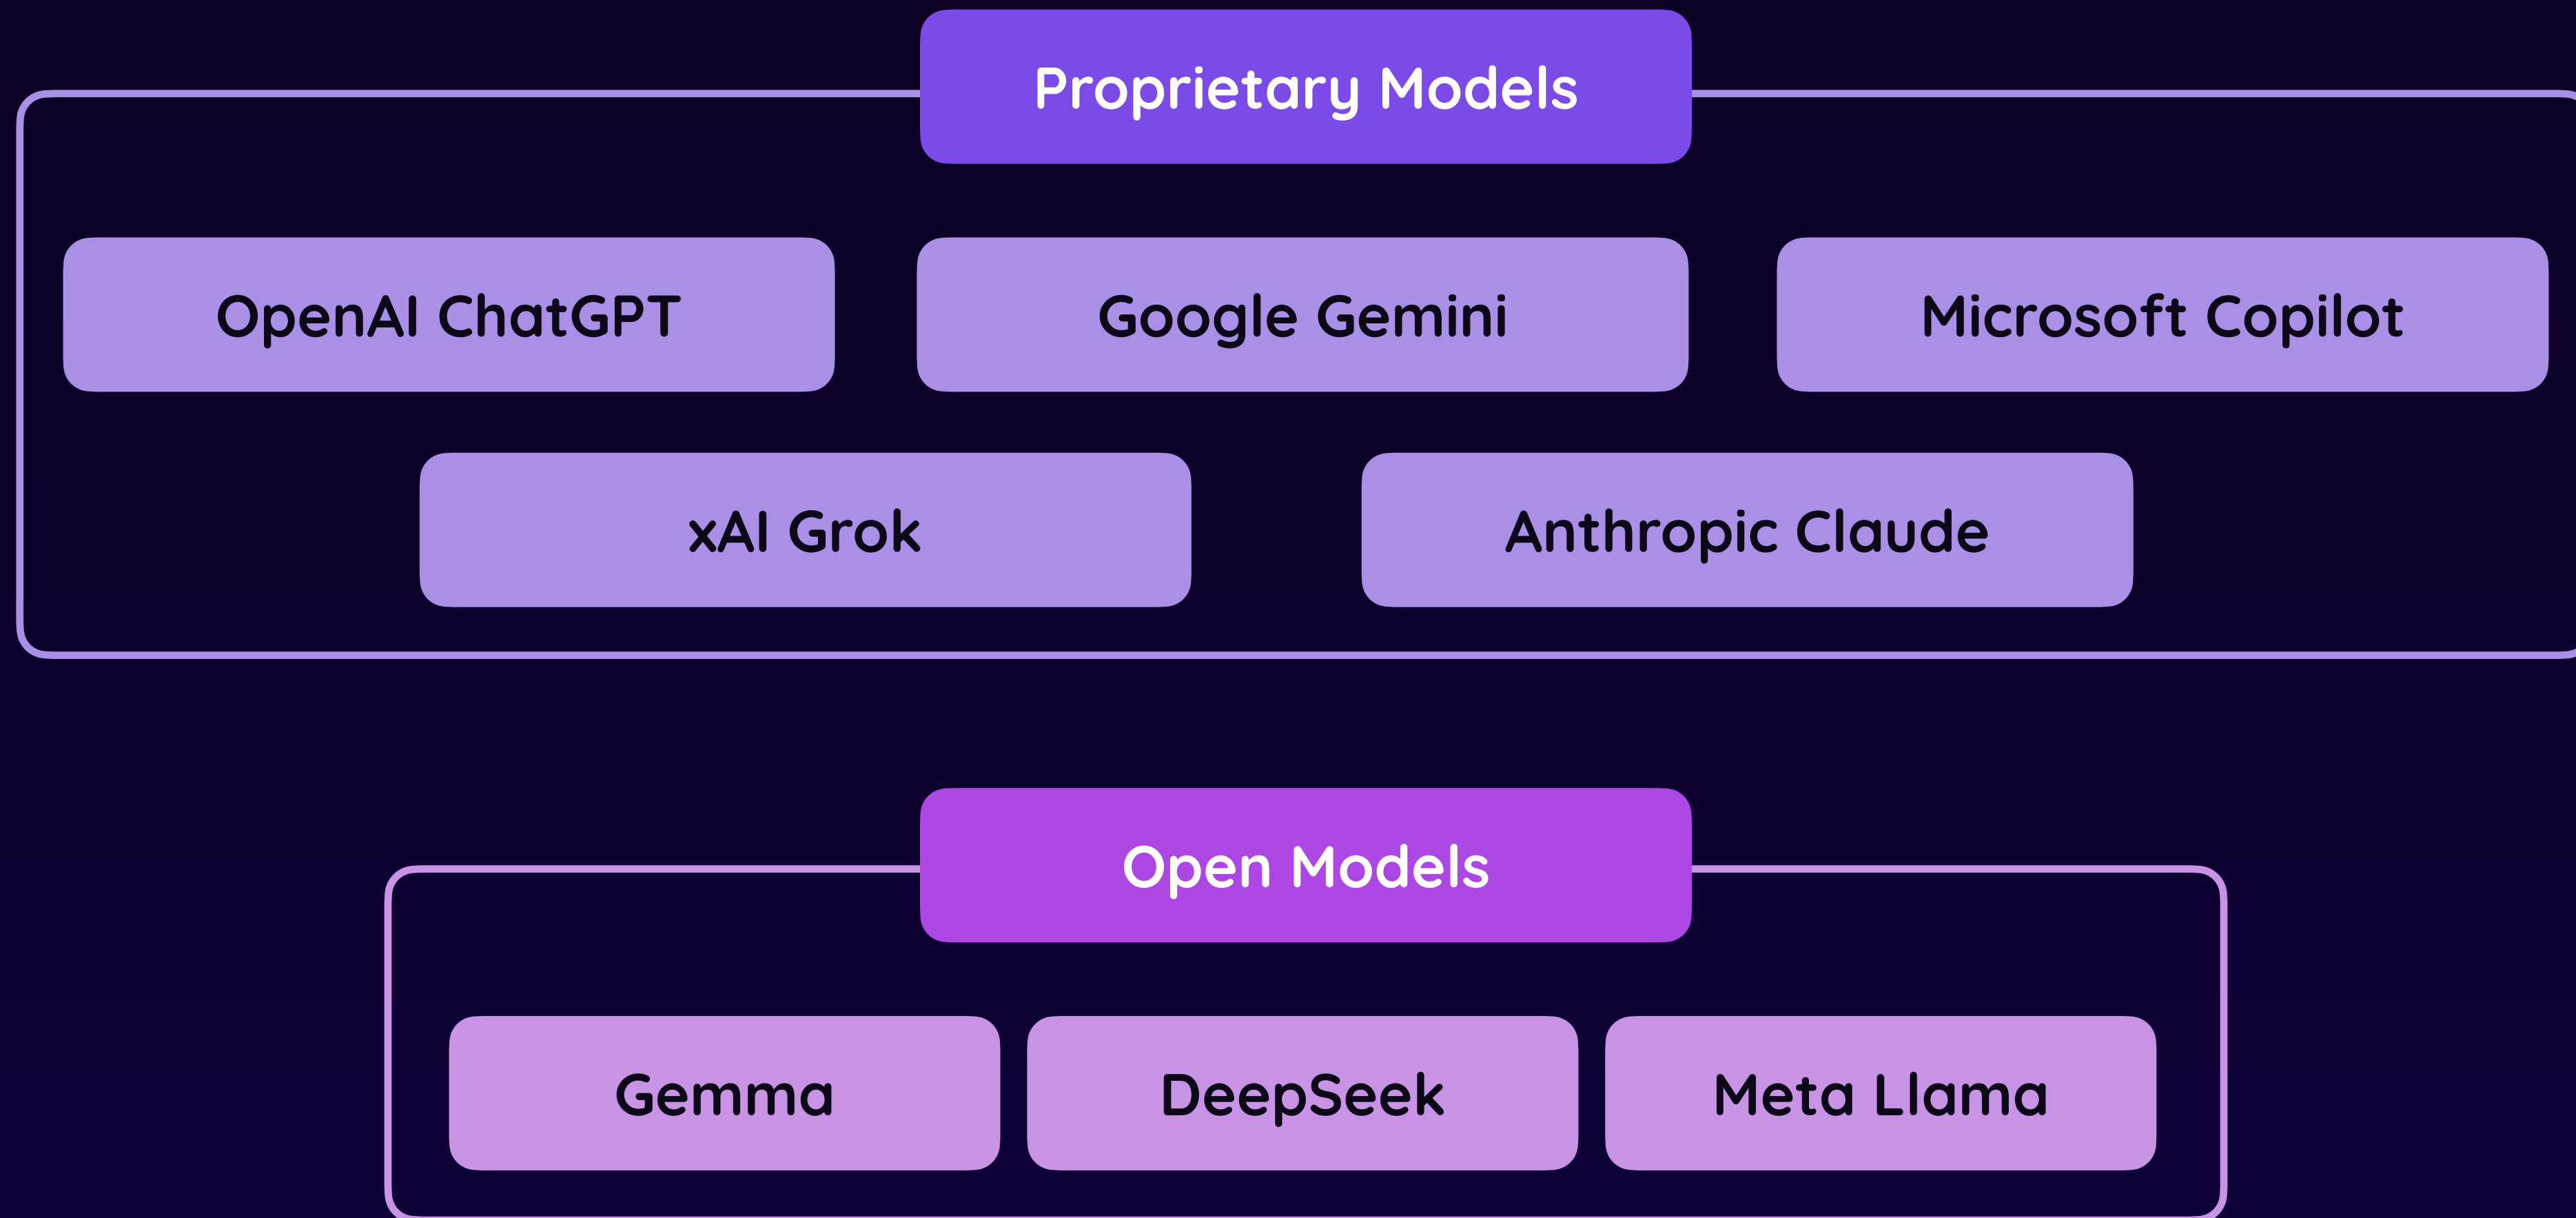 Proprietary Models
OpenAI ChatGPT
Google Gemini
Microsoft Copilot
xAI Grok
Anthropic Claude
Open Models
Gemma
DeepSeek
Meta Llama